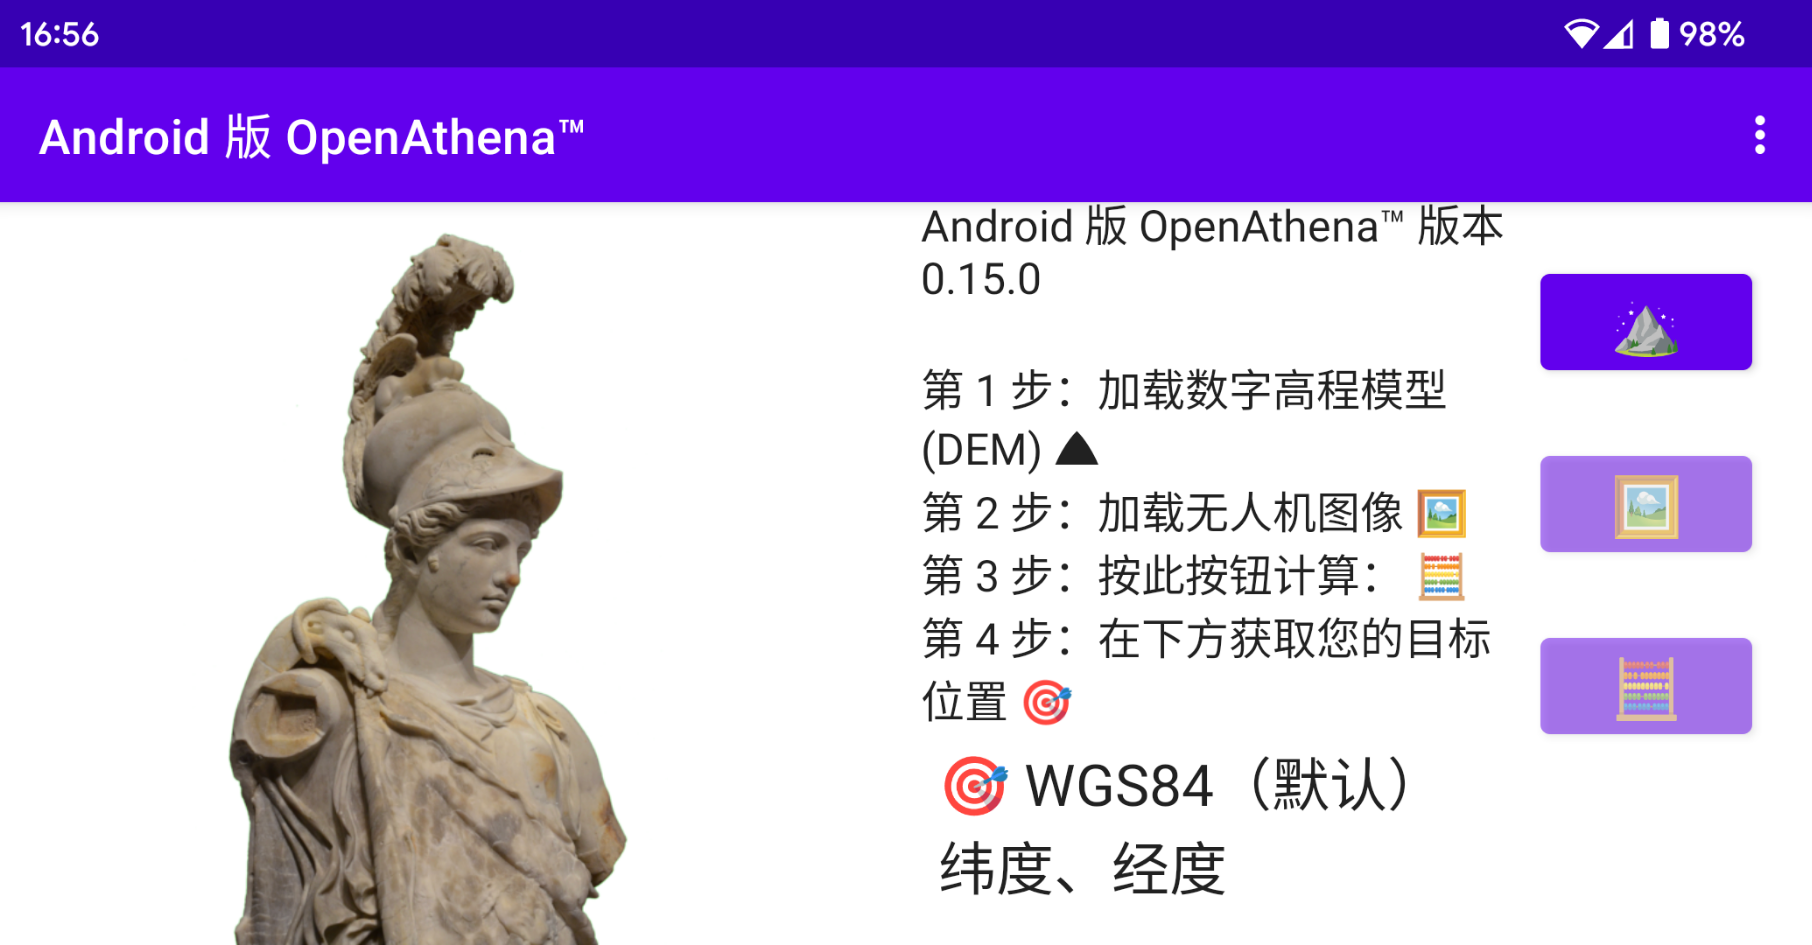 16:56
98%
Android 版 OpenAthena™
Android 版 OpenAthena™ 版本
0.15.0
第 1 步：加载数字高程模型
(DEM) ⛰
第 2 步：加载无人机图像 🖼️
第 3 步：按此按钮计算： 🧮
第 4 步：在下方获取您的目标
位置 🎯
🎯 WGS84（默认）
纬度、经度